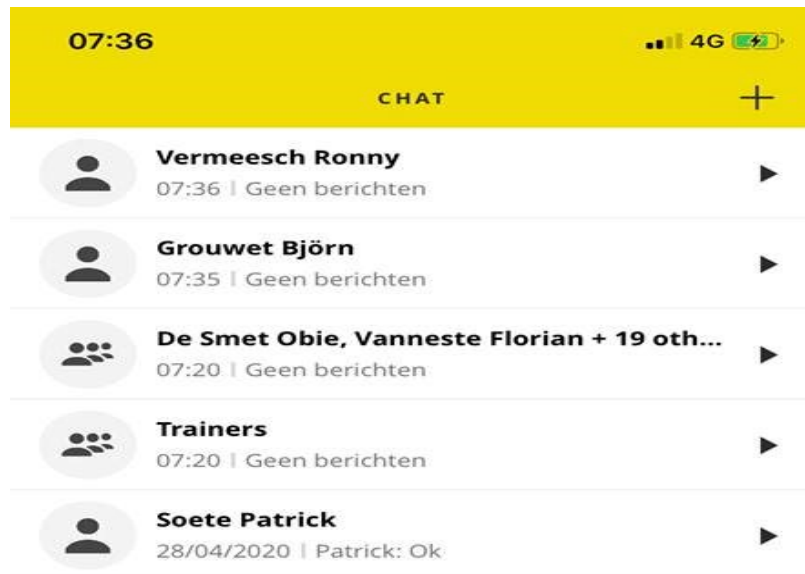 07:36 4G
CHAT
Vermeesch Ronny
07:36 | Geen berichten
Grouwet Björn
07:35 | Geen berichten
De Smet Obie, Vanneste Florian + 19 oth...
07:20 | Geen berichten
Trainers
07:20 | Geen berichten
Soete Patrick
28/04/2020 | Patrick: Ok